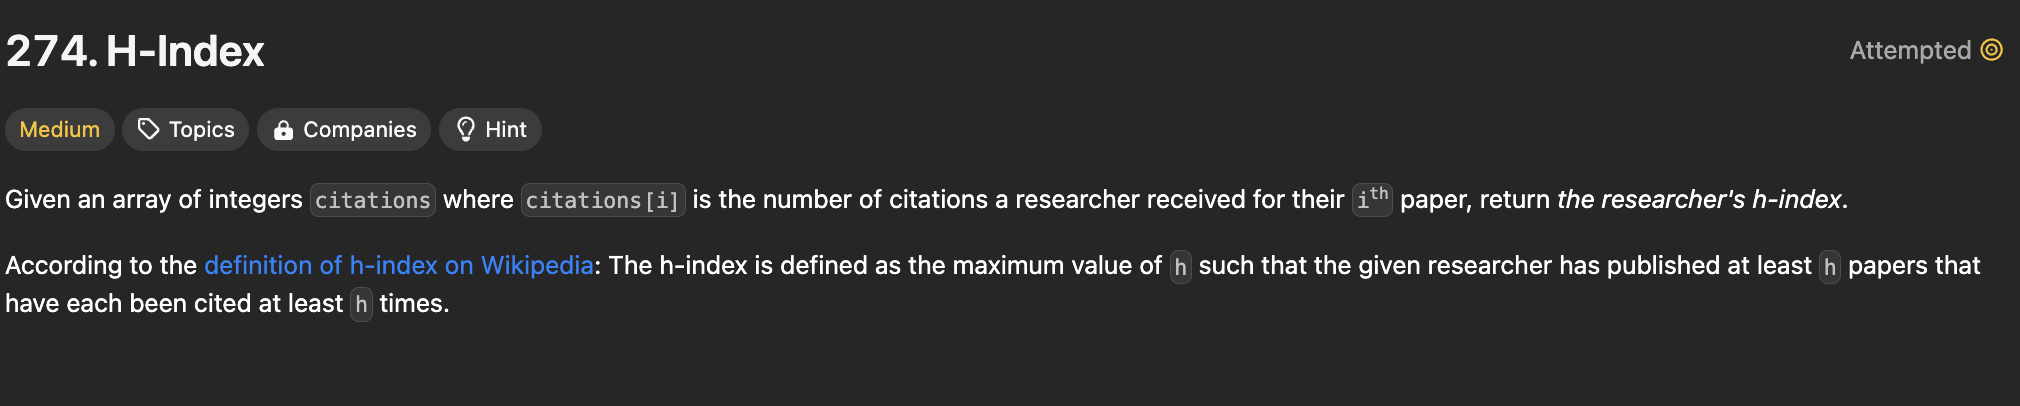 274. H-Index
Attempted
Medium
Topics
Companies
Hint
Given an array of integers citations where citations[i] is the number of citations a researcher received for their ith paper, return the researcher's h-index.
According to the definition of h-index on Wikipedia: The h-index is defined as the maximum value of h such that the given researcher has published at least h papers that
have each been cited at least h times.